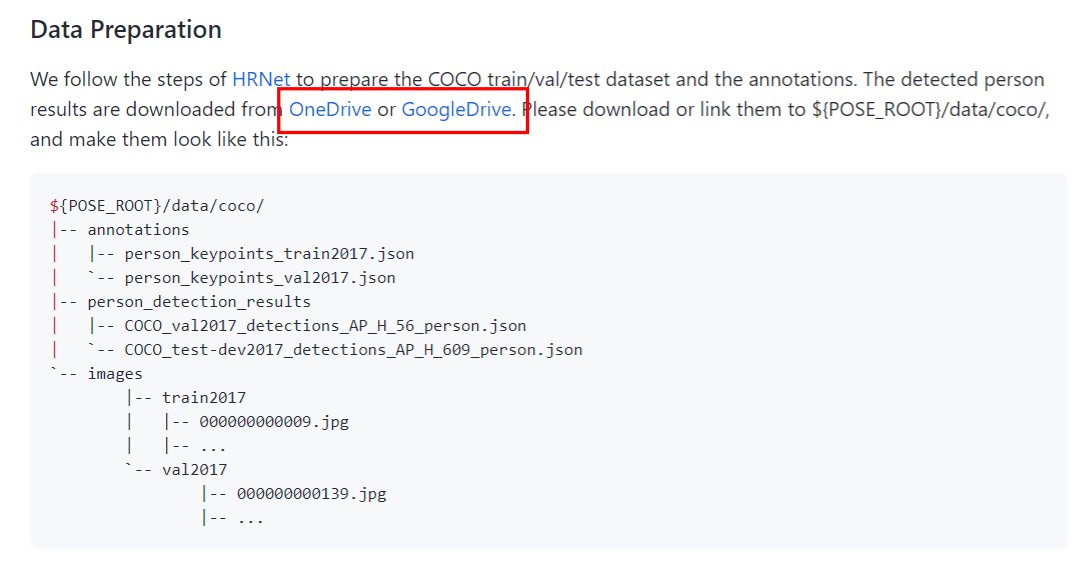 Data Preparation
We follow the steps of HRNet to prepare the COCO train/val/test dataset and the annotations. The detected person
results are downloaded from OneDrive or GoogleDrive. Please download or link them to ${POSE_ROOT}/data/coco/,
and make them look like this:
${POSE_ROOT}/data/coco/
|-- annotations
|   |-- person_keypoints_train2017.json
|   `-- person_keypoints_val2017.json
|-- person_detection_results
|   |-- COCO_val2017_detections_AP_H_56_person.json
|   `-- COCO_test-dev2017_detections_AP_H_609_person.json
`-- images
        |-- train2017
        |   |-- 000000000009.jpg
        |   |-- ...
        `-- val2017
                |-- 000000000139.jpg
                |-- ...